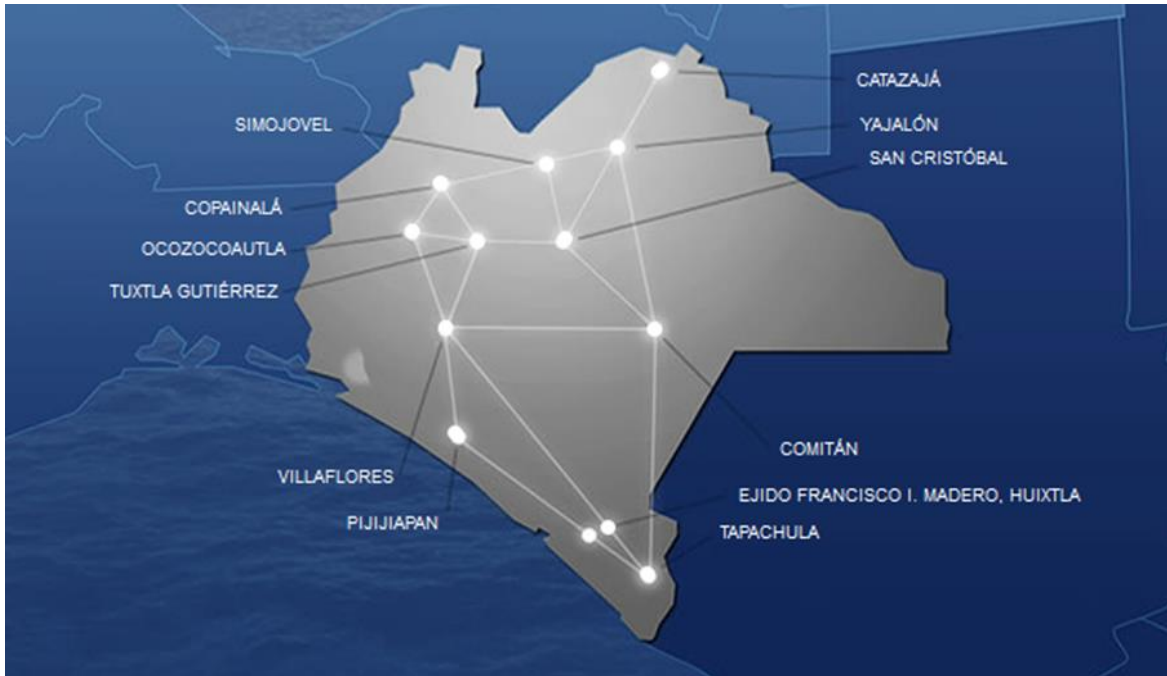 CATAZAJÁ
SIMOJOVEL
YAJALÓN
SAN CRISTÓBAL
COPAINALÁ
OCOZOCOAUTLA
TUXTLA GUTIÉRREZ
COMITÁN
VILLAFLORES
EJIDO FRANCISCO I. MADERO, HUIXTLA
PIJIJIAPAN
TAPACHULA